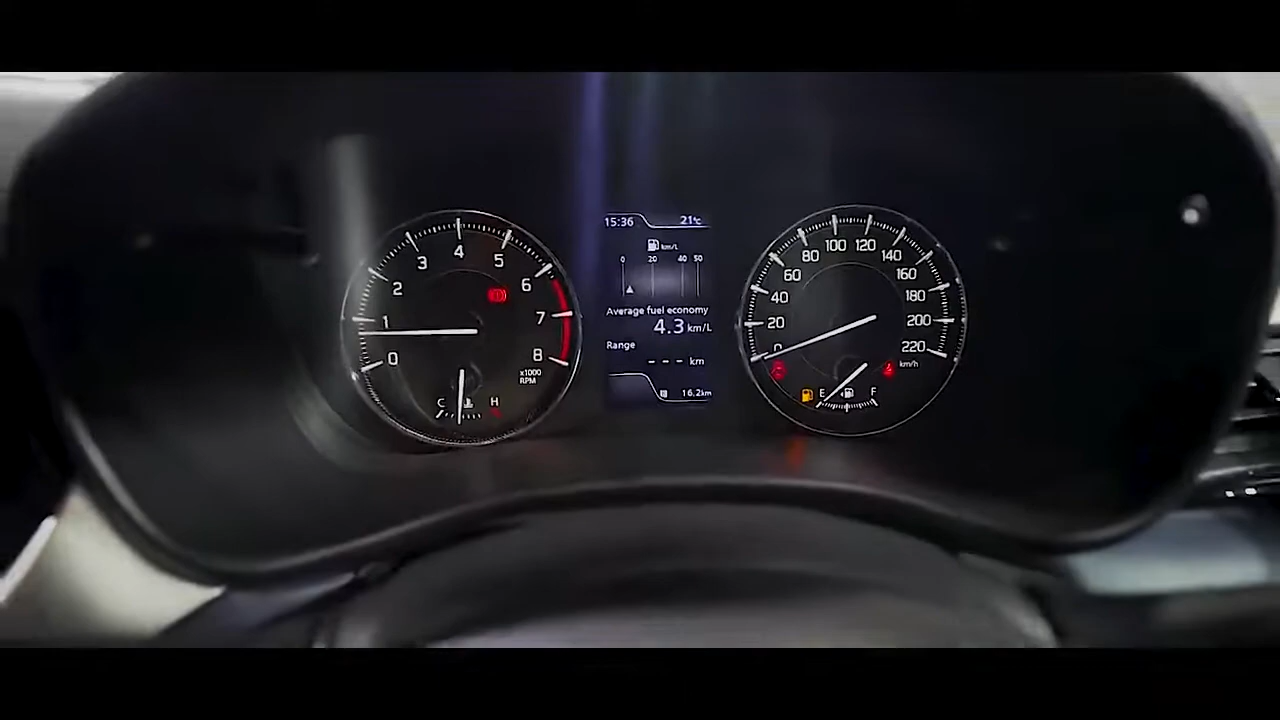 15:36 21°C
km/L
0 20 40 50
Average fuel economy
4.3 km/L
Range
--- km
16.2km
0 1 2 3 4 5 6 7 8
x1000
RPM
C H
0 20 40 60 80 100 120 140 160 180 200 220
km/h
E F